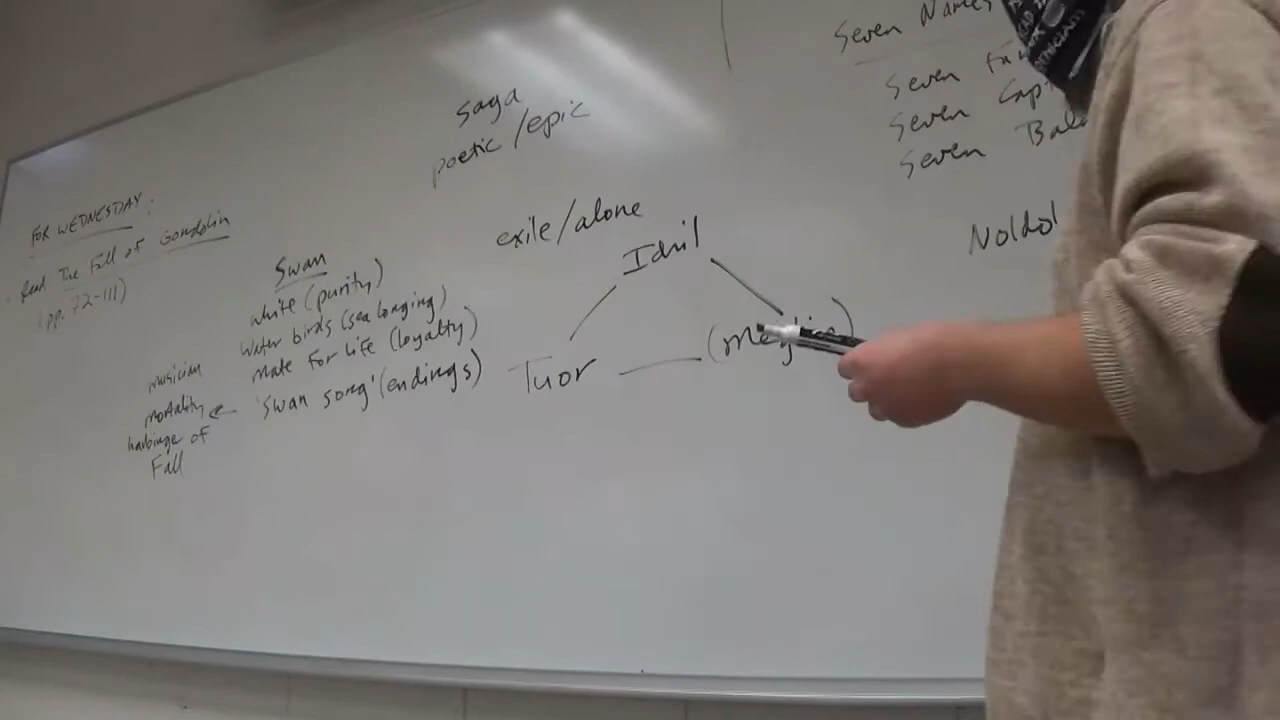 FOR WEDNESDAY:
Read The Fall of Gondolin
(pp. 72-111)
Swan
white (purity)
water birds (sea longing)
mate for life (loyalty)
'swan song' (endings)
musician
mortality ←
harbinge of
Fall
saga
poetic/epic
exile/alone
Idril
Tuor
Seven Names
Seven
Seven
Seven